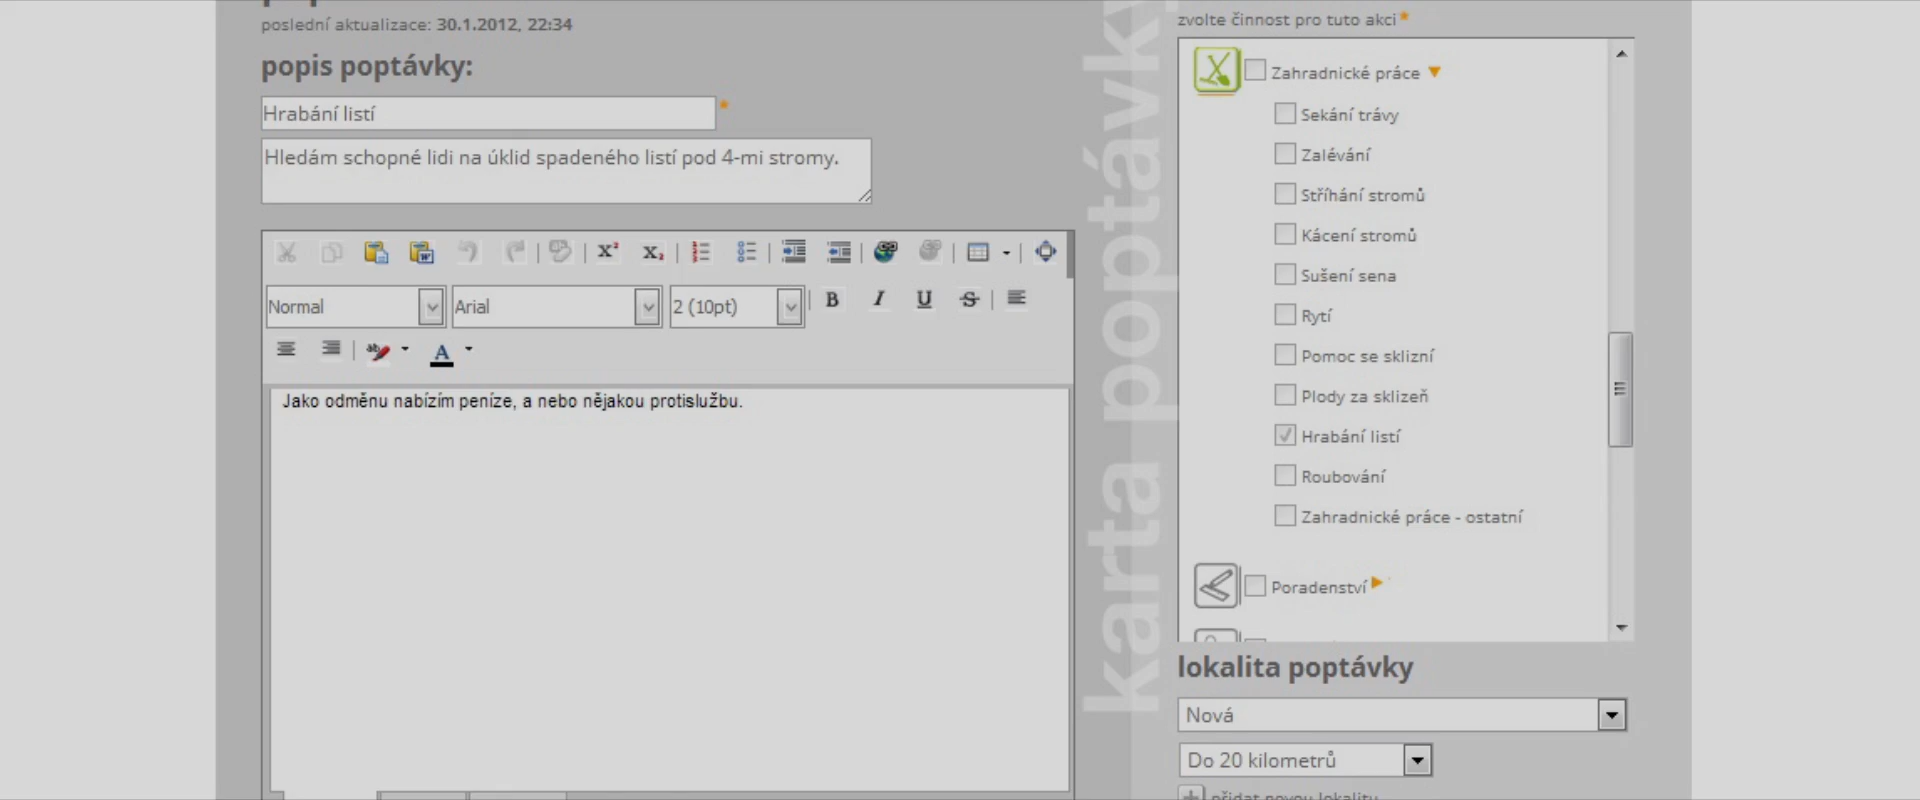 poslední aktualizace: 30.1.2012, 22:34
popis poptávky:
Hrabání listí *
Hledám schopné lidi na úklid spadeného listí pod 4-mi stromy.
Normal Arial 2 (10pt) B I U S
Jako odměnu nabízím peníze, a nebo nějakou protislužbu.
karta poptávky
zvolte činnost pro tuto akci *
Zahradnické práce
Sekání trávy
Zalévání
Stříhání stromů
Kácení stromů
Sušení sena
Rytí
Pomoc se sklizní
Plody za sklizeň
Hrabání listí
Roubování
Zahradnické práce - ostatní
Poradenství
lokalita poptávky
Nová
Do 20 kilometrů
přidat novou lokalitu